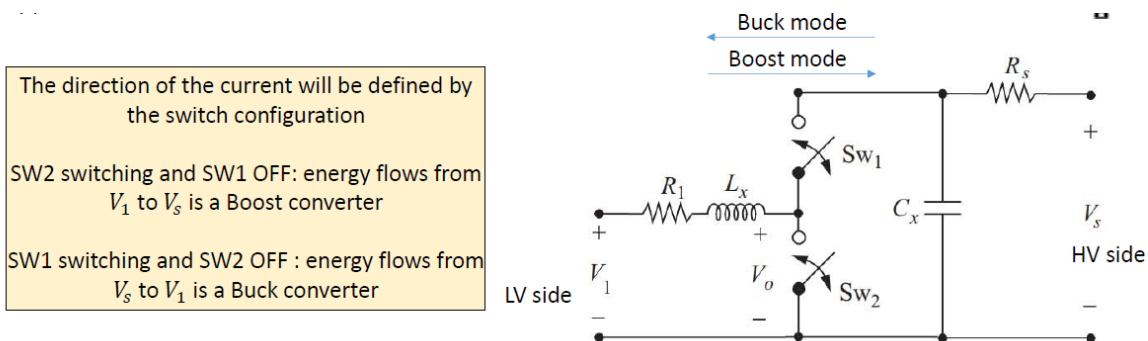 Buck mode
Boost mode
The direction of the current will be defined by
the switch configuration
SW2 switching and SW1 OFF: energy flows from
V₁ to Vₛ is a Boost converter
SW1 switching and SW2 OFF : energy flows from
Vₛ to V₁ is a Buck converter
Rₛ
+
Sw₁
R₁
Lₓ
Cₓ
Vₛ
HV side
+
+
V₁
Vₒ
Sw₂
LV side
–
–
–